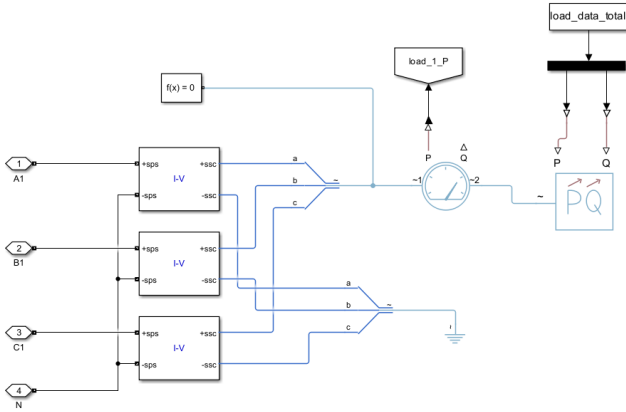 load_data_total
load_1_P
f(x) = 0
P
Q
P
Q
1
A1
+sps
-sps
I-V
+ssc
-ssc
a
b
c
~
~1
~2
~
PQ
2
B1
+sps
-sps
I-V
+ssc
-ssc
a
b
c
~
3
C1
+sps
-sps
I-V
+ssc
-ssc
4
N